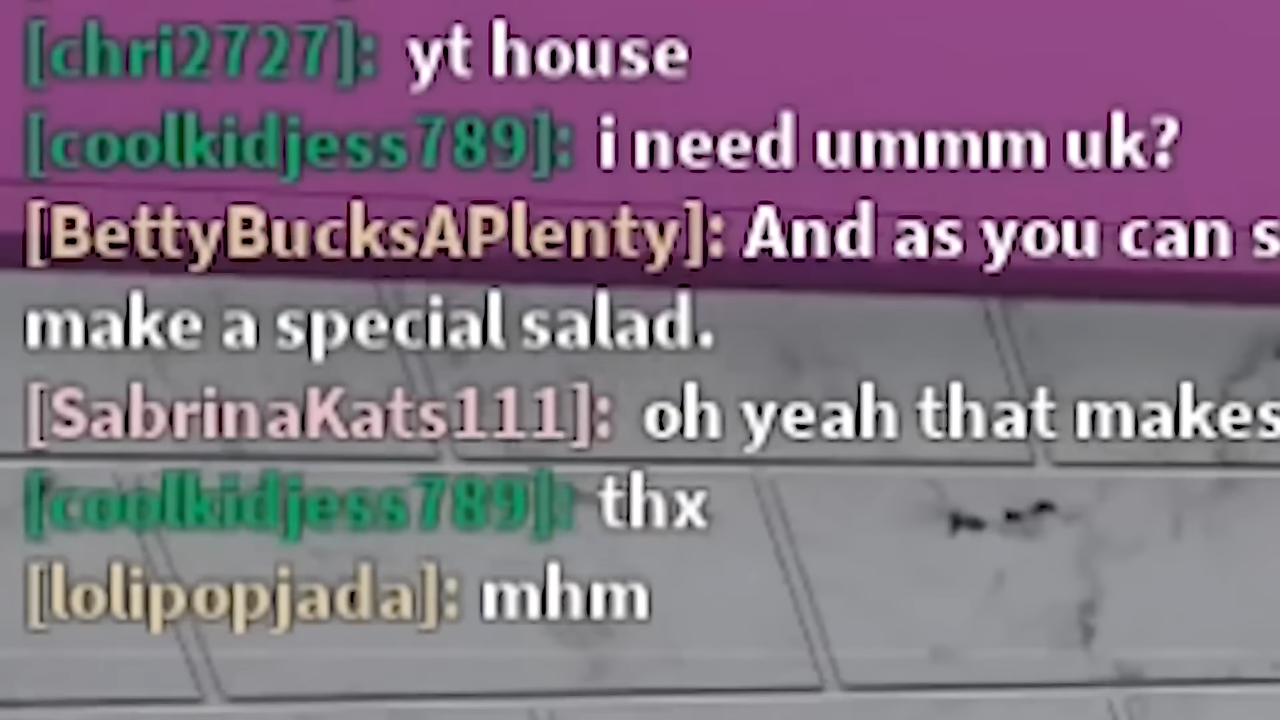 [chri2727]: yt house
[coolkidjess789]: i need ummm uk?
[BettyBucksAPlenty]: And as you can s
make a special salad.
[SabrinaKats111]: oh yeah that makes
[coolkidjess789]: thx
[lolipopjada]: mhm